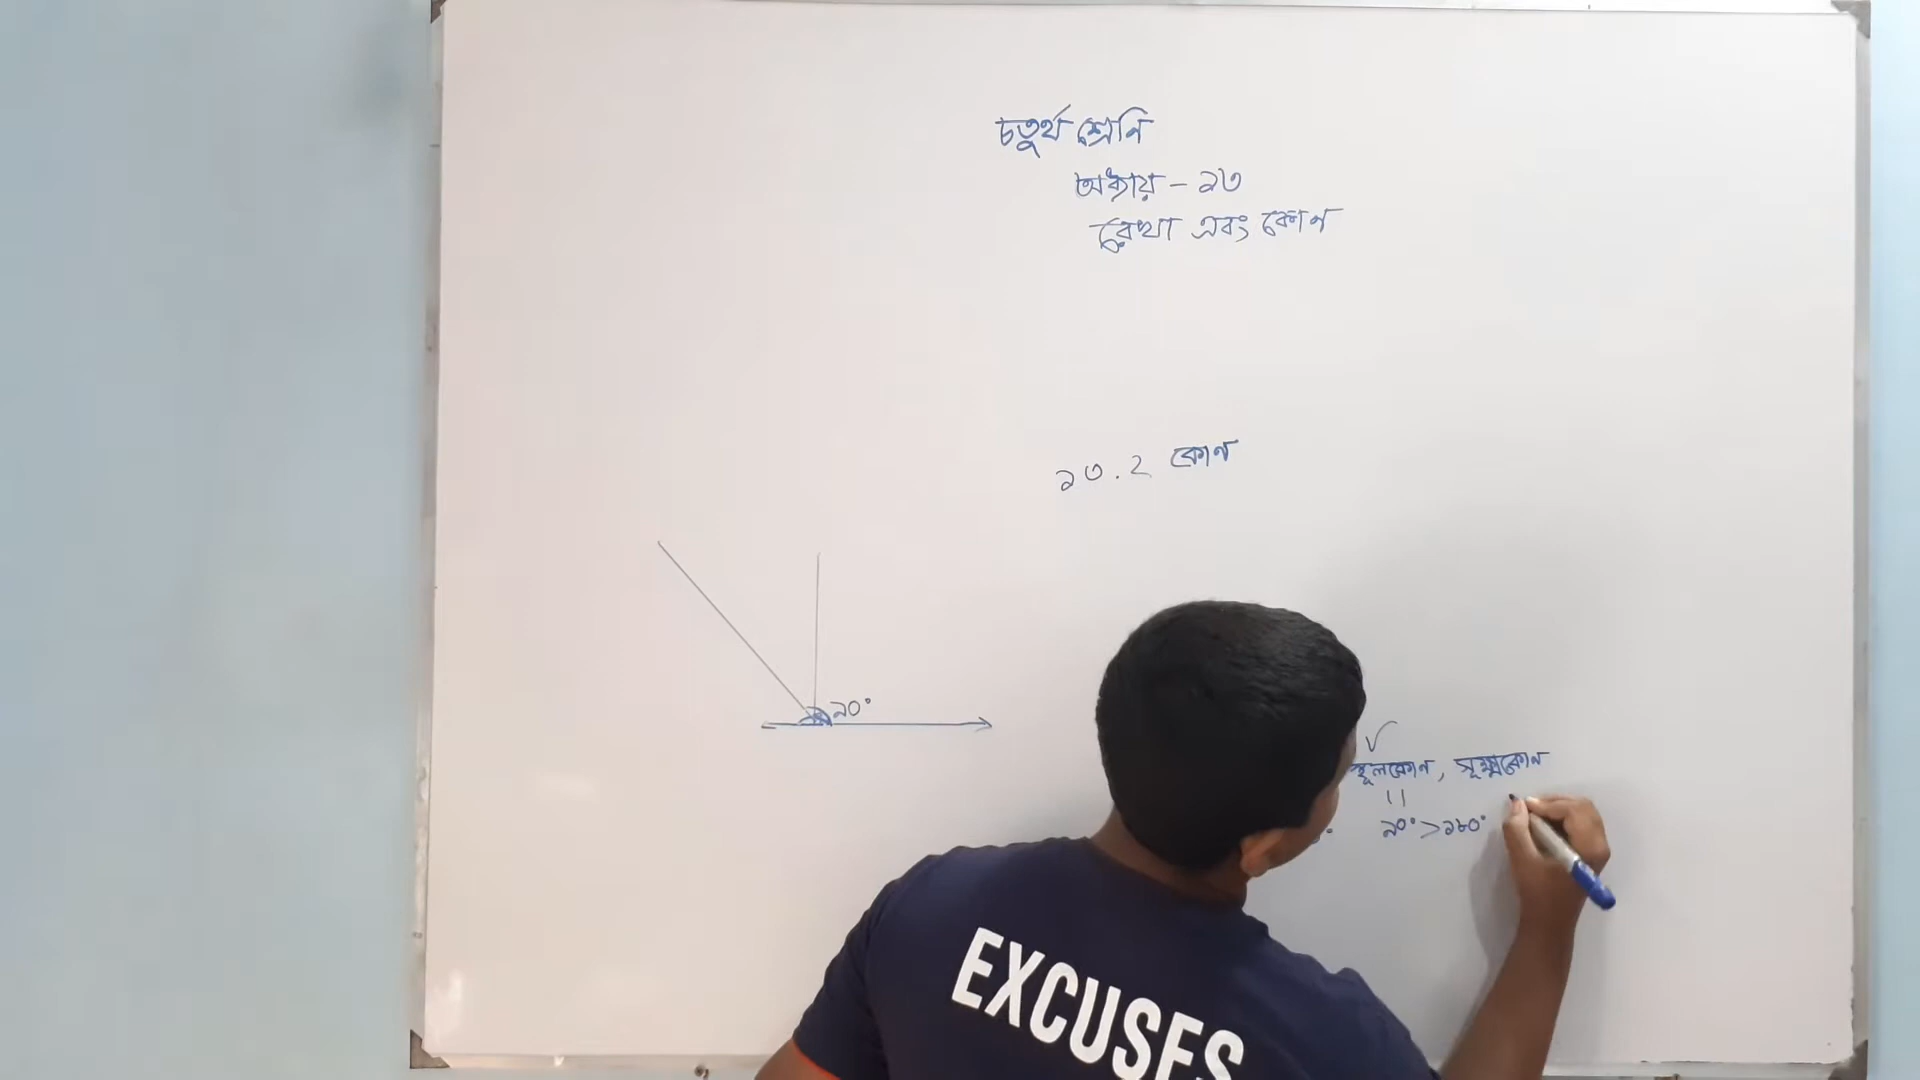 চতুর্থ শ্রেনি
অধ্যায় - ১৩
রেখা এবং কোন
১৩.২ কোন
৯০°
স্থূলকোন, সূক্ষ্মকোন
৯০° > ১৮০°
EXCUSES